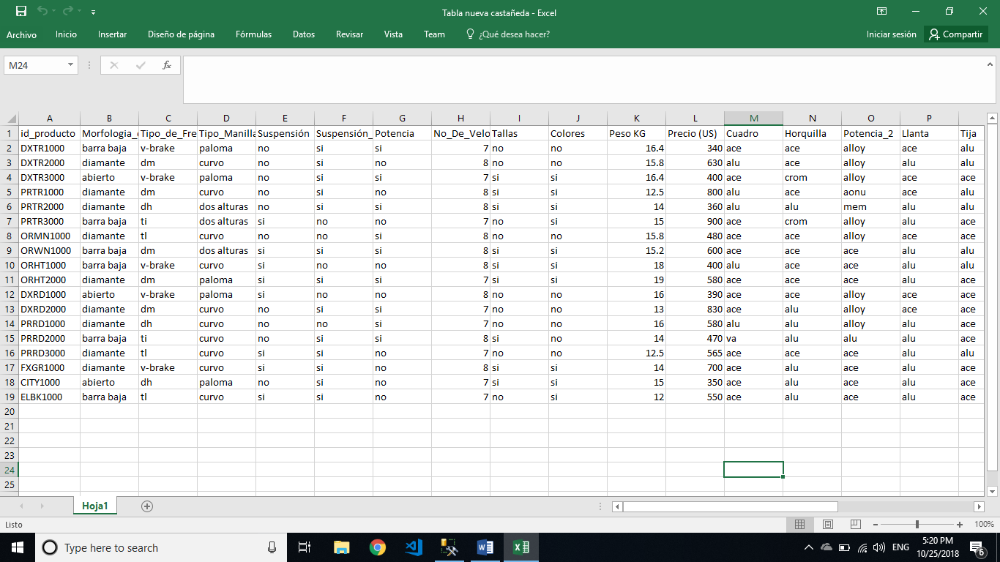 Tabla nueva castañeda - Excel
Archivo Inicio Insertar Diseño de página Fórmulas Datos Revisar Vista Team ¿Qué desea hacer? Iniciar sesión Compartir
M24 fx
A B C D E F G H I J K L M N O P
1 id_producto Morfologia_ Tipo_de_Fre Tipo_Manilla Suspensión Suspensión_ Potencia No_De_Velo Tallas Colores Peso KG Precio (US) Cuadro Horquilla Potencia_2 Llanta Tija
2 DXTR1000 barra baja v-brake paloma no si si 7 no no 16.4 340 ace ace alloy ace alu
3 DXTR2000 diamante dm curvo no si no 8 no no 15.8 630 alu ace alloy alu alu
4 DXTR3000 abierto v-brake paloma no si si 7 si si 16.4 400 ace crom alloy ace ace
5 PRTR1000 diamante dm curvo no si no 8 si si 12.5 800 alu ace aonu ace alu
6 PRTR2000 diamante dh dos alturas no si no 8 si si 14 360 alu alu mem alu alu
7 PRTR3000 barra baja ti dos alturas si no no 7 no si 15 900 ace crom alloy alu ace
8 ORMN1000 diamante tl curvo no no si 8 no no 15.8 480 ace ace alloy ace ace
9 ORWN1000 barra baja dm dos alturas si si si 8 si si 15.2 600 ace ace ace alu alu
10 ORHT1000 barra baja v-brake curvo si no no 8 si si 18 400 alu ace ace alu alu
11 ORHT2000 diamante dm paloma si si si 7 si si 19 580 ace ace ace alu ace
12 DXRD1000 abierto v-brake paloma si no no 8 no no 16 390 ace ace alloy alu ace
13 DXRD2000 diamante dm curvo no si si 7 no no 13 830 ace alu alloy ace ace
14 PRRD1000 diamante dh curvo no no si 7 no no 16 580 alu alu alloy alu ace
15 PRRD2000 barra baja ti curvo no si si 8 si no 14 470 va alu alu alu ace
16 PRRD3000 diamante tl curvo si si no 7 no no 12.5 565 ace ace ace alu alu
17 FXGR1000 diamante v-brake curvo si si no 8 si si 14 700 ace alu ace alu ace
18 CITY1000 abierto dh paloma no si no 7 si si 15 350 ace alu ace alu ace
19 ELBK1000 barra baja tl curvo si si no 7 no si 12 550 ace alu ace alu ace
20
21
22
23
24
25
Hoja1
Listo 100%
Type here to search ENG 5:20 PM
10/25/2018 6